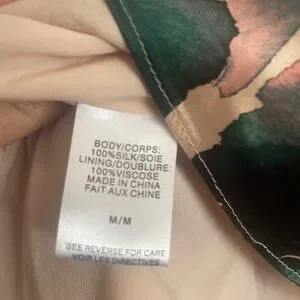 BODY/CORPS:
100%SILK/SOIE
LINING/DOUBLURE:
100%VISCOSE
MADE IN CHINA
FAIT AUX CHINE
M/M
SEE REVERSE FOR CARE
VOIR LES DIRECTIVES